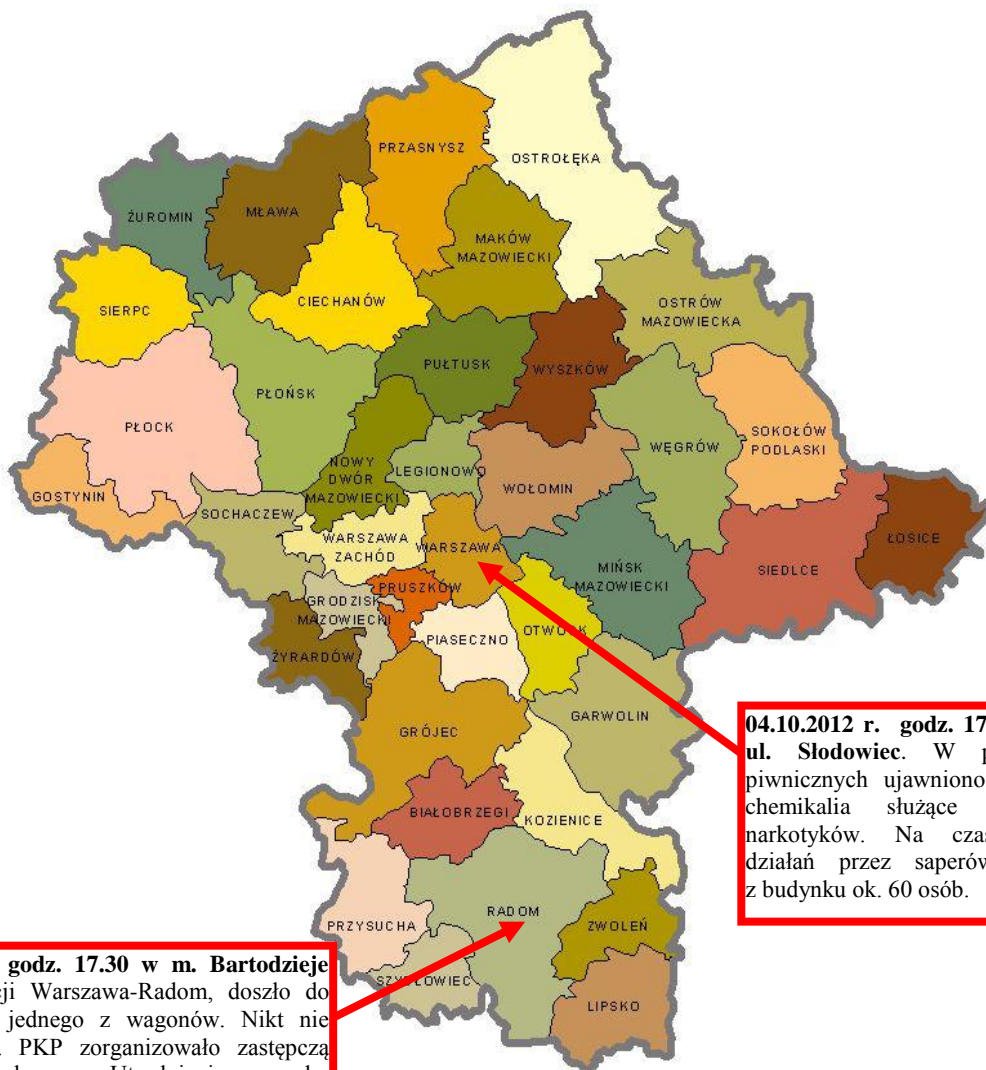 PRZASNYSZ
OSTROŁĘKA
ŻUROMIN
MŁAWA
MAKÓW
MAZOWIECKI
SIERPC
CIECHANÓW
OSTRÓW
MAZOWIECKA
PŁOŃSK
PUŁTUSK
WYSZKÓW
PŁOCK
WĘGRÓW
SOKOŁÓW
PODLASKI
NOWY
DWÓR
MAZOWIECKI
LEGIONOWO
WOŁOMIN
GOSTYNIN
SOCHACZEW
WARSZAWA
ZACHÓD
WARSZAWA
MIŃSK
MAZOWIECKI
SIEDLCE
ŁOSICE
PRUSZKÓW
GRODZISK
MAZOWIECKI
PIASECZNO
OTWOCK
ŻYRARDÓW
GARWOLIN
GRÓJEC
BIAŁOBRZEGI
KOZIENICE
04.10.2012 r. godz. 17
ul. Słodowiec. W p
piwnicznych ujawniono
chemikalia służące
narkotyków. Na czas
działań przez saperów
z budynku ok. 60 osób.
PRZYSUCHA
RADOM
ZWOLEŃ
SZYDŁOWIEC
LIPSKO
godz. 17.30 w m. Bartodzieje
ji Warszawa-Radom, doszło do
jednego z wagonów. Nikt nie
PKP zorganizowało zastępczą